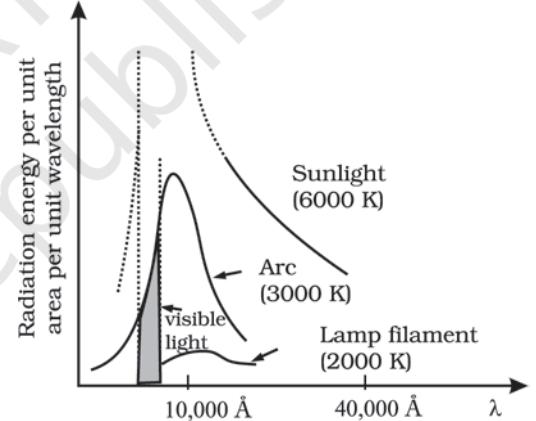 Radiation energy per unit
area per unit wavelength
Sunlight
(6000 K)
Arc
(3000 K)
visible
light
Lamp filament
(2000 K)
10,000 Å
40,000 Å
λ